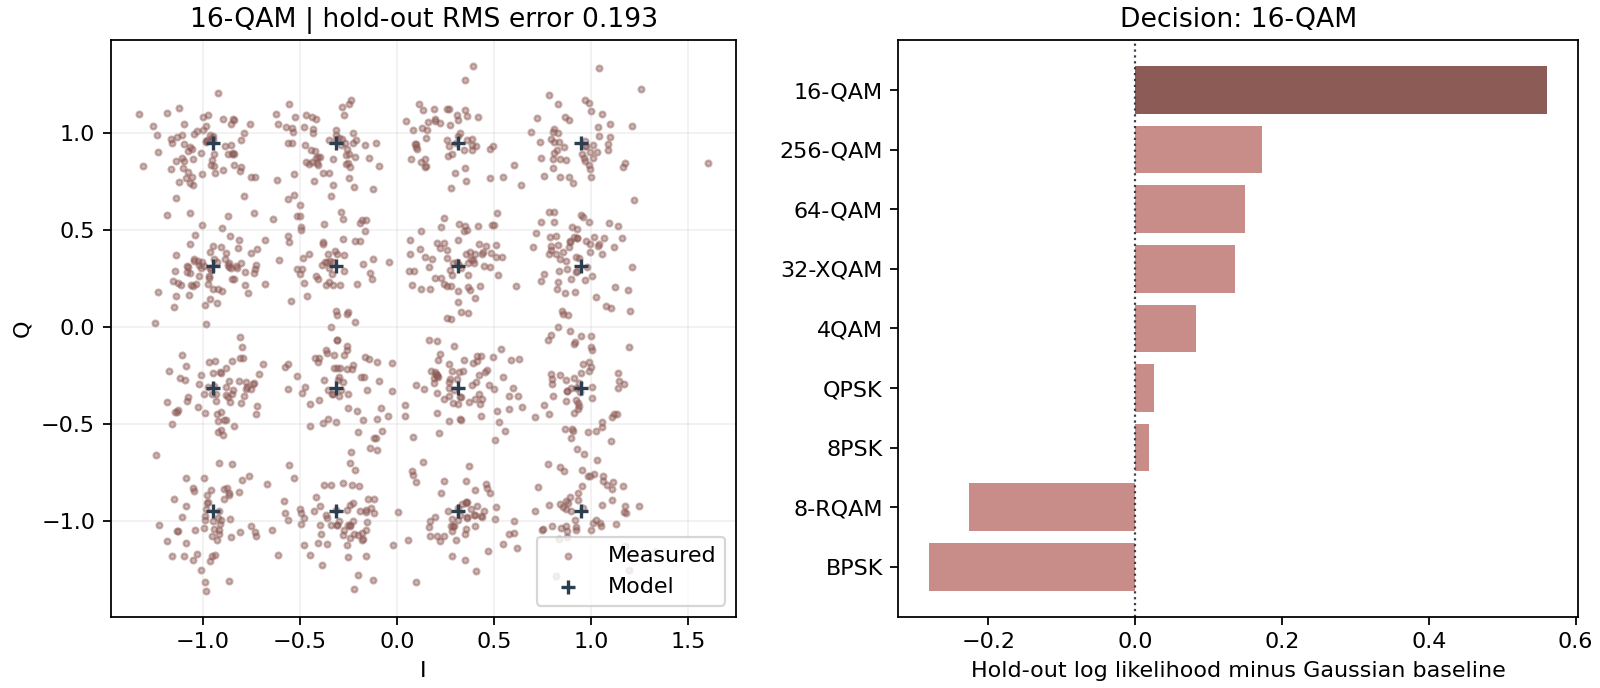 16-QAM | hold-out RMS error 0.193
Q
1.0
0.5
0.0
−0.5
−1.0
−1.0
−0.5
0.0
0.5
1.0
1.5
I
Measured
Model
Decision: 16-QAM
16-QAM
256-QAM
64-QAM
32-XQAM
4QAM
QPSK
8PSK
8-RQAM
BPSK
−0.2
0.0
0.2
0.4
0.6
Hold-out log likelihood minus Gaussian baseline